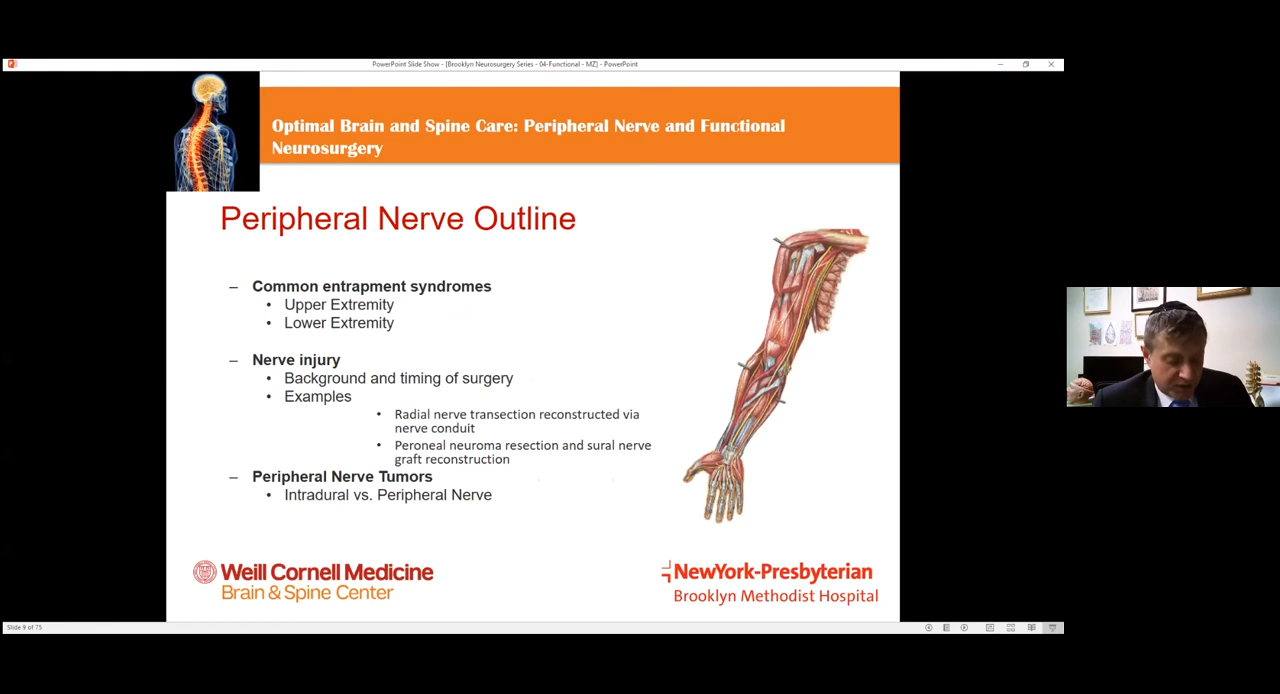 PowerPoint Slide Show - [Brooklyn Neurosurgery Series - 04-Functional - MZ] - PowerPoint
Optimal Brain and Spine Care: Peripheral Nerve and Functional
Neurosurgery
Peripheral Nerve Outline
– Common entrapment syndromes
• Upper Extremity
• Lower Extremity
– Nerve injury
• Background and timing of surgery
• Examples
• Radial nerve transection reconstructed via
nerve conduit
• Peroneal neuroma resection and sural nerve
graft reconstruction
– Peripheral Nerve Tumors
• Intradural vs. Peripheral Nerve
Weill Cornell Medicine
Brain & Spine Center
NewYork-Presbyterian
Brooklyn Methodist Hospital
Slide 9 of 75